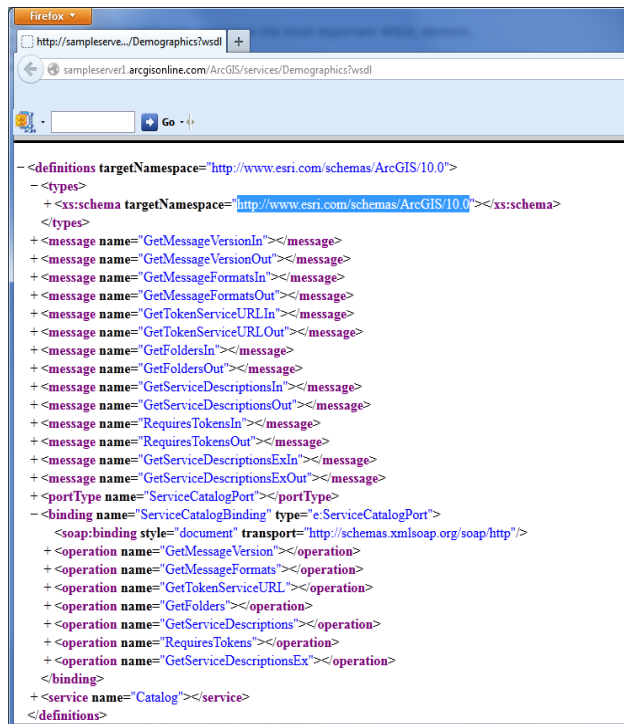 Firefox
s the most important WSDL element.
http://sampleserve.../Demographics?wsdl
sampleserver1.arcgisonline.com/ArcGIS/services/Demographics?wsdl
Go
− <definitions targetNamespace="http://www.esri.com/schemas/ArcGIS/10.0">
− <types>
+ <xs:schema targetNamespace="http://www.esri.com/schemas/ArcGIS/10.0"></xs:schema>
</types>
+ <message name="GetMessageVersionIn"></message>
+ <message name="GetMessageVersionOut"></message>
+ <message name="GetMessageFormatsIn"></message>
+ <message name="GetMessageFormatsOut"></message>
+ <message name="GetTokenServiceURLIn"></message>
+ <message name="GetTokenServiceURLOut"></message>
+ <message name="GetFoldersIn"></message>
+ <message name="GetFoldersOut"></message>
+ <message name="GetServiceDescriptionsIn"></message>
+ <message name="GetServiceDescriptionsOut"></message>
+ <message name="RequiresTokensIn"></message>
+ <message name="RequiresTokensOut"></message>
+ <message name="GetServiceDescriptionsExIn"></message>
+ <message name="GetServiceDescriptionsExOut"></message>
+ <portType name="ServiceCatalogPort"></portType>
− <binding name="ServiceCatalogBinding" type="e:ServiceCatalogPort">
<soap:binding style="document" transport="http://schemas.xmlsoap.org/soap/http"/>
+ <operation name="GetMessageVersion"></operation>
+ <operation name="GetMessageFormats"></operation>
+ <operation name="GetTokenServiceURL"></operation>
+ <operation name="GetFolders"></operation>
+ <operation name="GetServiceDescriptions"></operation>
+ <operation name="RequiresTokens"></operation>
+ <operation name="GetServiceDescriptionsEx"></operation>
</binding>
+ <service name="Catalog"></service>
</definitions>